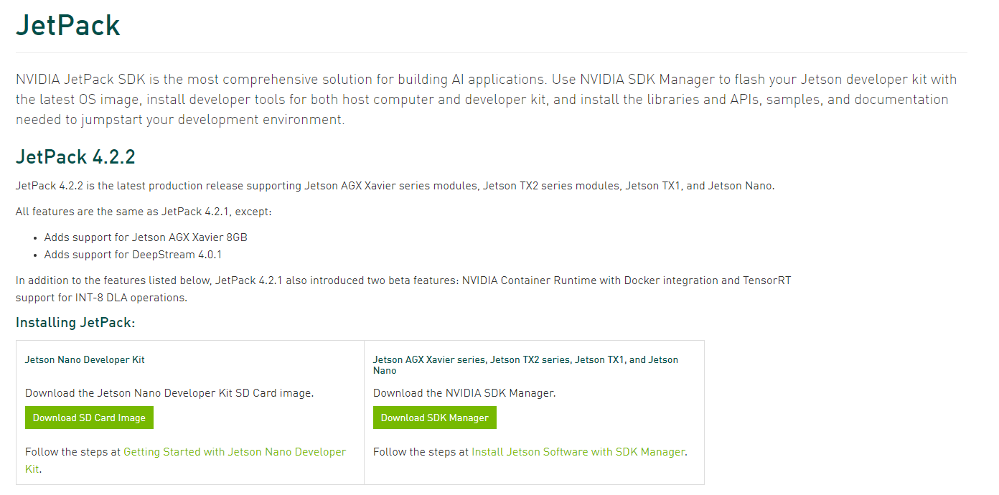 JetPack
NVIDIA JetPack SDK is the most comprehensive solution for building AI applications. Use NVIDIA SDK Manager to flash your Jetson developer kit with
the latest OS image, install developer tools for both host computer and developer kit, and install the libraries and APIs, samples, and documentation
needed to jumpstart your development environment.
JetPack 4.2.2
JetPack 4.2.2 is the latest production release supporting Jetson AGX Xavier series modules, Jetson TX2 series modules, Jetson TX1, and Jetson Nano.
All features are the same as JetPack 4.2.1, except:
• Adds support for Jetson AGX Xavier 8GB
• Adds support for DeepStream 4.0.1
In addition to the features listed below, JetPack 4.2.1 also introduced two beta features: NVIDIA Container Runtime with Docker integration and TensorRT
support for INT-8 DLA operations.
Installing JetPack:
Jetson Nano Developer Kit
Download the Jetson Nano Developer Kit SD Card image.
Download SD Card Image
Follow the steps at Getting Started with Jetson Nano Developer
Kit.
Jetson AGX Xavier series, Jetson TX2 series, Jetson TX1, and Jetson
Nano
Download the NVIDIA SDK Manager.
Download SDK Manager
Follow the steps at Install Jetson Software with SDK Manager.